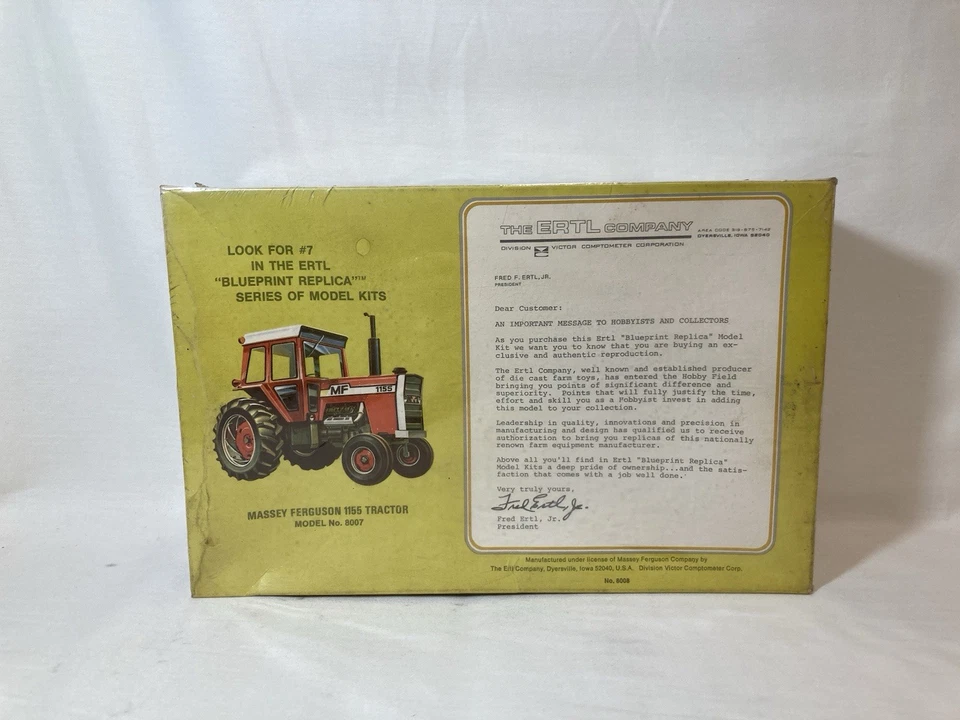 LOOK FOR #7
IN THE ERTL
"BLUEPRINT REPLICA"™
SERIES OF MODEL KITS
MF 1155
MASSEY FERGUSON 1155 TRACTOR
MODEL No. 8007
THE ERTL COMPANY
AREA CODE
DYERSVILLE, IOWA 52040
DIVISION VICTOR COMPTOMETER CORPORATION
FRED F. ERTL, JR.
PRESIDENT
Dear Customer:
AN IMPORTANT MESSAGE TO HOBBYISTS AND COLLECTORS
As you purchase this Ertl "Blueprint Replica" Model
Kit we want you to know that you are buying an ex-
clusive and authentic reproduction.
The Ertl Company, well known and established producer
of die cast farm toys, has entered the Hobby Field
bringing you points of significant difference and
superiority. Points that will fully justify the time,
effort and skill you as a Hobbyist invest in adding
this model to your collection.
Leadership in quality, innovations and precision in
manufacturing and design has qualified us to receive
authorization to bring you replicas of this nationally
renown farm equipment manufacturer.
Above all you'll find in Ertl "Blueprint Replica"
Model Kits a deep pride of ownership...and the satis-
faction that comes with a job well done.
Very truly yours,
Fred Ertl, Jr.
Fred Ertl, Jr.
President
Manufactured under license of Massey Ferguson Company by
The Ertl Company, Dyersville, Iowa 52040, U.S.A. Division Victor Comptometer Corp.
No. 8008